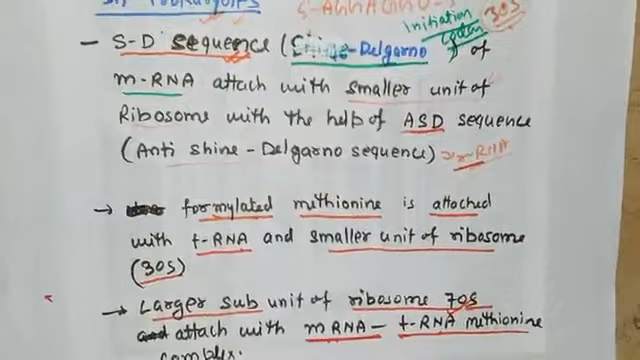 In Prokaryotes
Initiation
codon
30S
- S-D sequence (Shine-Delgarno) of
m-RNA attach with smaller unit of
Ribosome with the help of ASD sequence
(Anti shine-Delgarno sequence) r-RNA
→ formylated methionine is attached
with t-RNA and smaller unit of ribosome
(30S)
→ Larger sub unit of ribosome 70S
attach with mRNA- t-RNA methionine
complex.